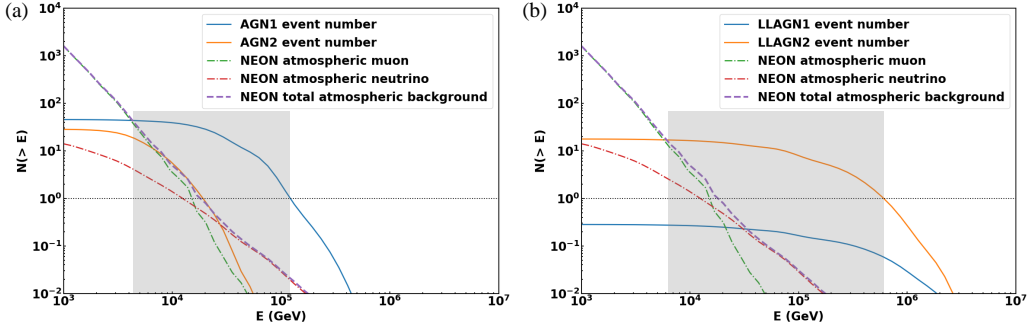 (a)
AGN1 event number
AGN2 event number
NEON atmospheric muon
NEON atmospheric neutrino
NEON total atmospheric background
N(> E)
10⁴
10³
10²
10¹
10⁰
10⁻¹
10⁻²
10³ 10⁴ 10⁵ 10⁶ 10⁷
E (GeV)
(b)
LLAGN1 event number
LLAGN2 event number
NEON atmospheric muon
NEON atmospheric neutrino
NEON total atmospheric background
N(> E)
10⁴
10³
10²
10¹
10⁰
10⁻¹
10⁻²
10³ 10⁴ 10⁵ 10⁶ 10⁷
E (GeV)